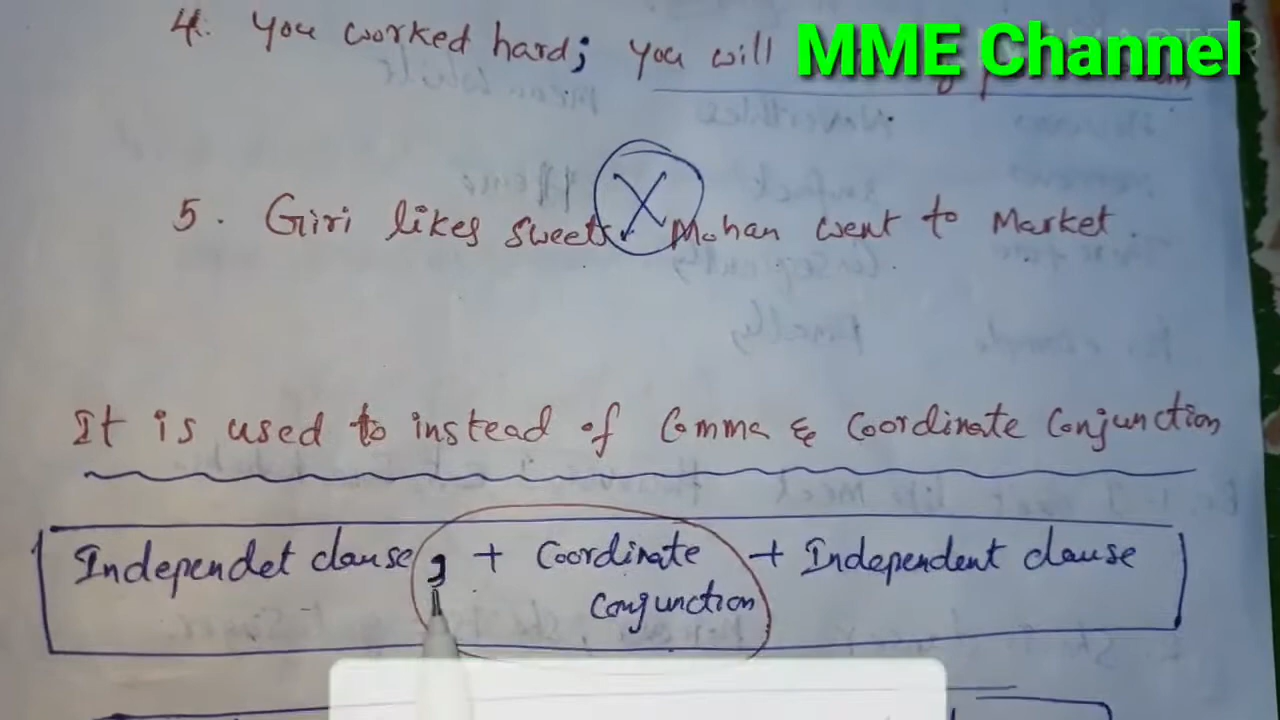 4. You worked hard; you will
MME Channel
5. Giri likes sweets X Mohan went to Market.
It is used to instead of Comma & Coordinate Conjunction
Independet clause , + Coordinate + Independent clause
Conjunction